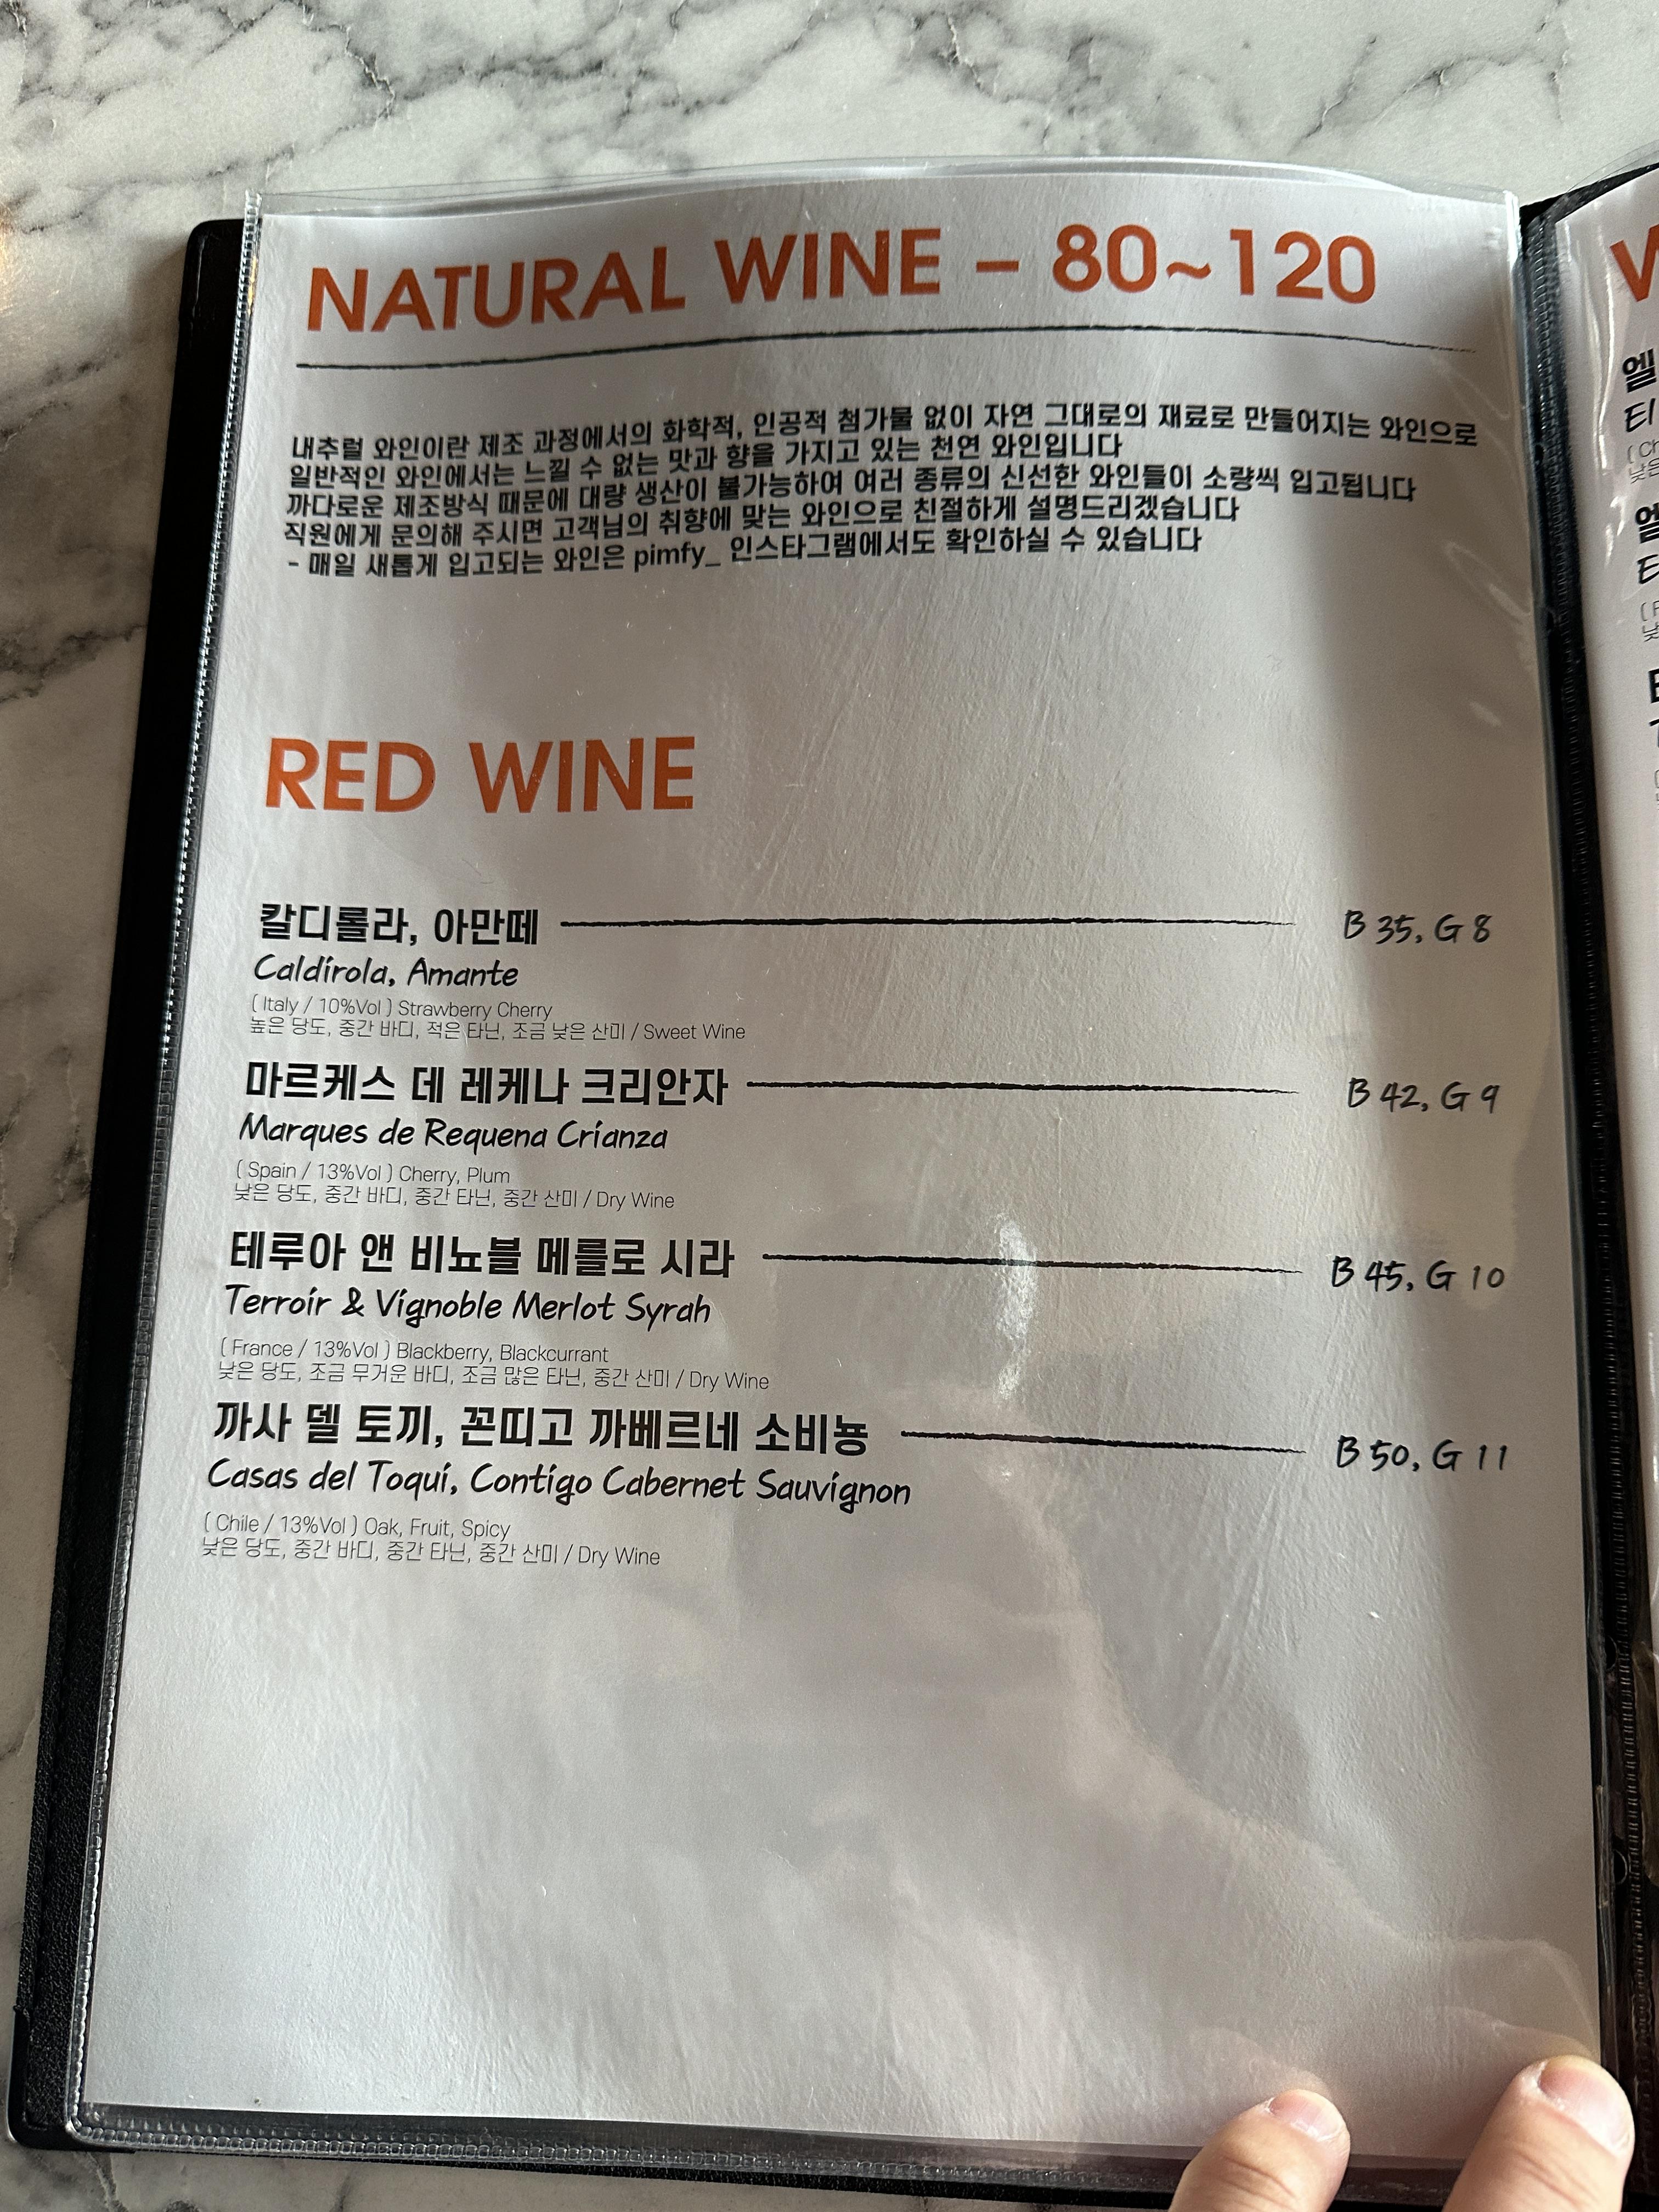 NATURAL WINE – 80~120
내추럴 와인이란 제조 과정에서의 화학적, 인공적 첨가물 없이 자연 그대로의 재료로 만들어지는 와인으로
일반적인 와인에서는 느낄 수 없는 맛과 향을 가지고 있는 천연 와인입니다
까다로운 제조방식 때문에 대량 생산이 불가능하여 여러 종류의 신선한 와인들이 소량씩 입고됩니다
직원에게 문의해 주시면 고객님의 취향에 맞는 와인으로 친절하게 설명드리겠습니다
- 매일 새롭게 입고되는 와인은 pimfy_ 인스타그램에서도 확인하실 수 있습니다
RED WINE
칼디롤라, 아만떼 B 35, G 8
Caldirola, Amante
( Italy / 10%Vol ) Strawberry Cherry
높은 당도, 중간 바디, 적은 타닌, 조금 낮은 산미 / Sweet Wine
마르케스 데 레케나 크리안자 B 42, G 9
Marques de Requena Crianza
( Spain / 13%Vol ) Cherry, Plum
낮은 당도, 중간 바디, 중간 타닌, 중간 산미 / Dry Wine
테루아 앤 비뇨블 메를로 시라 B 45, G 10
Terroir & Vignoble Merlot Syrah
( France / 13%Vol ) Blackberry, Blackcurrant
낮은 당도, 조금 무거운 바디, 조금 많은 타닌, 중간 산미 / Dry Wine
까사 델 토끼, 꼰띠고 까베르네 소비뇽 B 50, G 11
Casas del Toqui, Contigo Cabernet Sauvignon
( Chile / 13%Vol ) Oak, Fruit, Spicy
낮은 당도, 중간 바디, 중간 타닌, 중간 산미 / Dry Wine